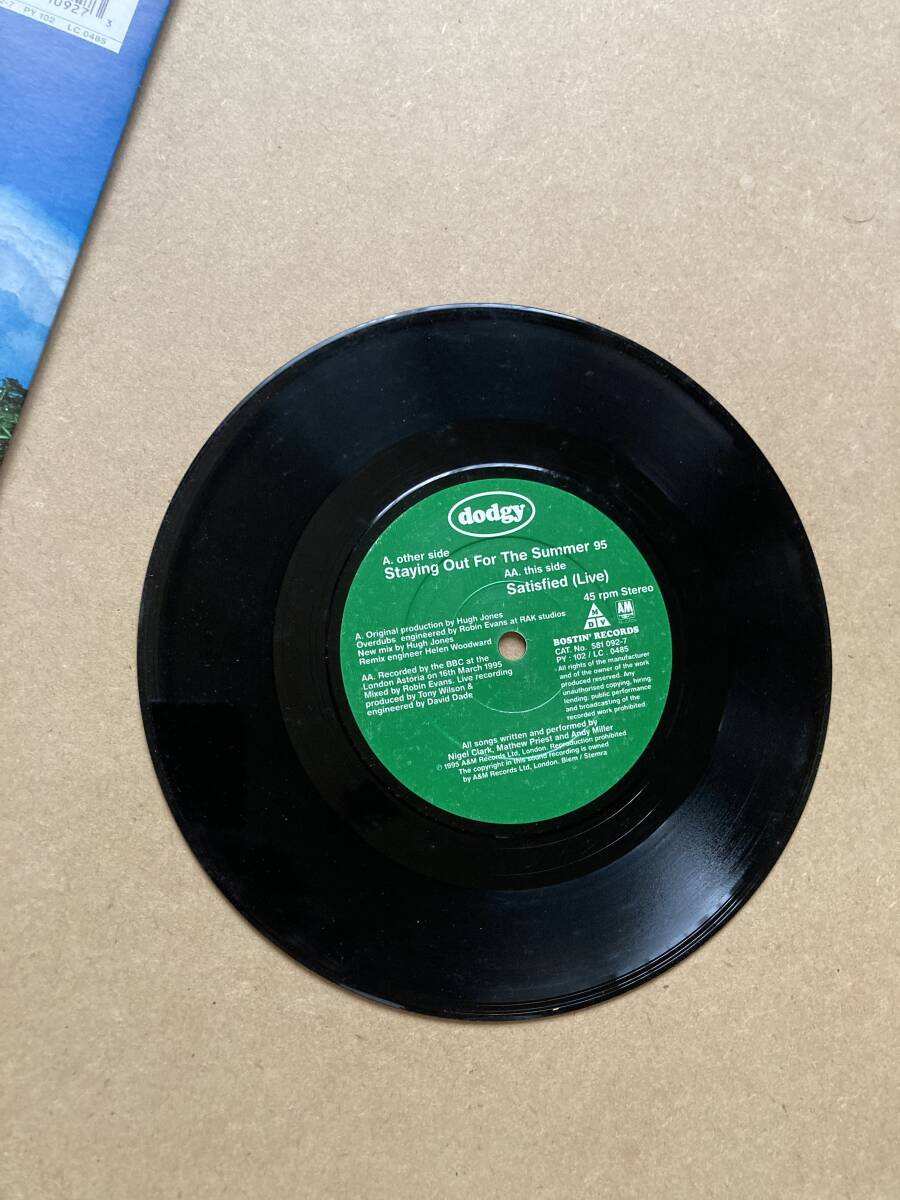 10927 3
2-7 PY 102 LC 0485
dodgy
A. other side
Staying Out For The Summer 95
AA. this side
Satisfied (Live)
45 rpm Stereo
A. Original production by Hugh Jones
Overdubs engineered by Robin Evans at RAK studios
New mix by Hugh Jones
Remix engineer Helen Woodward
AA. Recorded by the BBC at the
London Astoria on 16th March 1995
Mixed by Robin Evans. Live recording
produced by Tony Wilson &
engineered by David Dade
A&M
BOSTIN' RECORDS
CAT. No. 581 092-7
PY : 102 / LC . 0485
All rights of the manufacturer
and of the owner of the work
produced reserved. Any
unauthorised copying, hiring,
lending, public performance
and broadcasting of the
recorded work prohibited.
All songs written and performed by
Nigel Clark, Mathew Priest and Andy Miller
℗ 1995 A&M Records Ltd, London. Reproduction prohibited
The copyright in this sound recording is owned
by A&M Records Ltd, London. Biem / Stemra